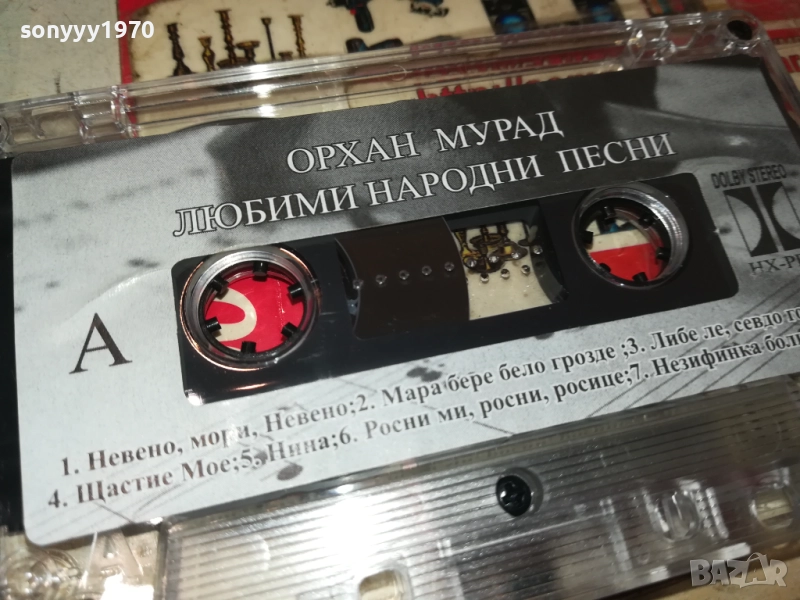 sonyyy1970
ОРХАН МУРАД
ЛЮБИМИ НАРОДНИ ПЕСНИ
DOLBY STEREO
A
1. Невено, мори, Невено;2. Мара бере бело грозде ;3. Либе ле, севдо
4. Щастие Мое;5. Нина;6. Росни ми, росни, росице;7. Незифинка
BAZAR